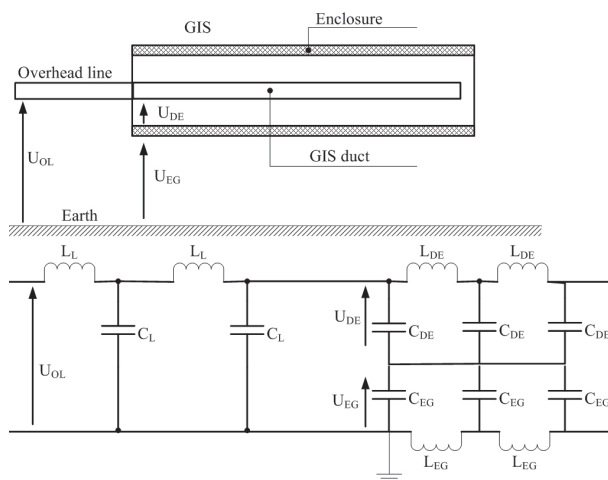 GIS
Enclosure
Overhead line
U_DE
U_OL
U_EG
GIS duct
Earth
L_L
L_L
L_DE
L_DE
U_DE
C_L
C_L
C_DE
C_DE
C_DE
U_OL
U_EG
C_EG
C_EG
C_EG
L_EG
L_EG